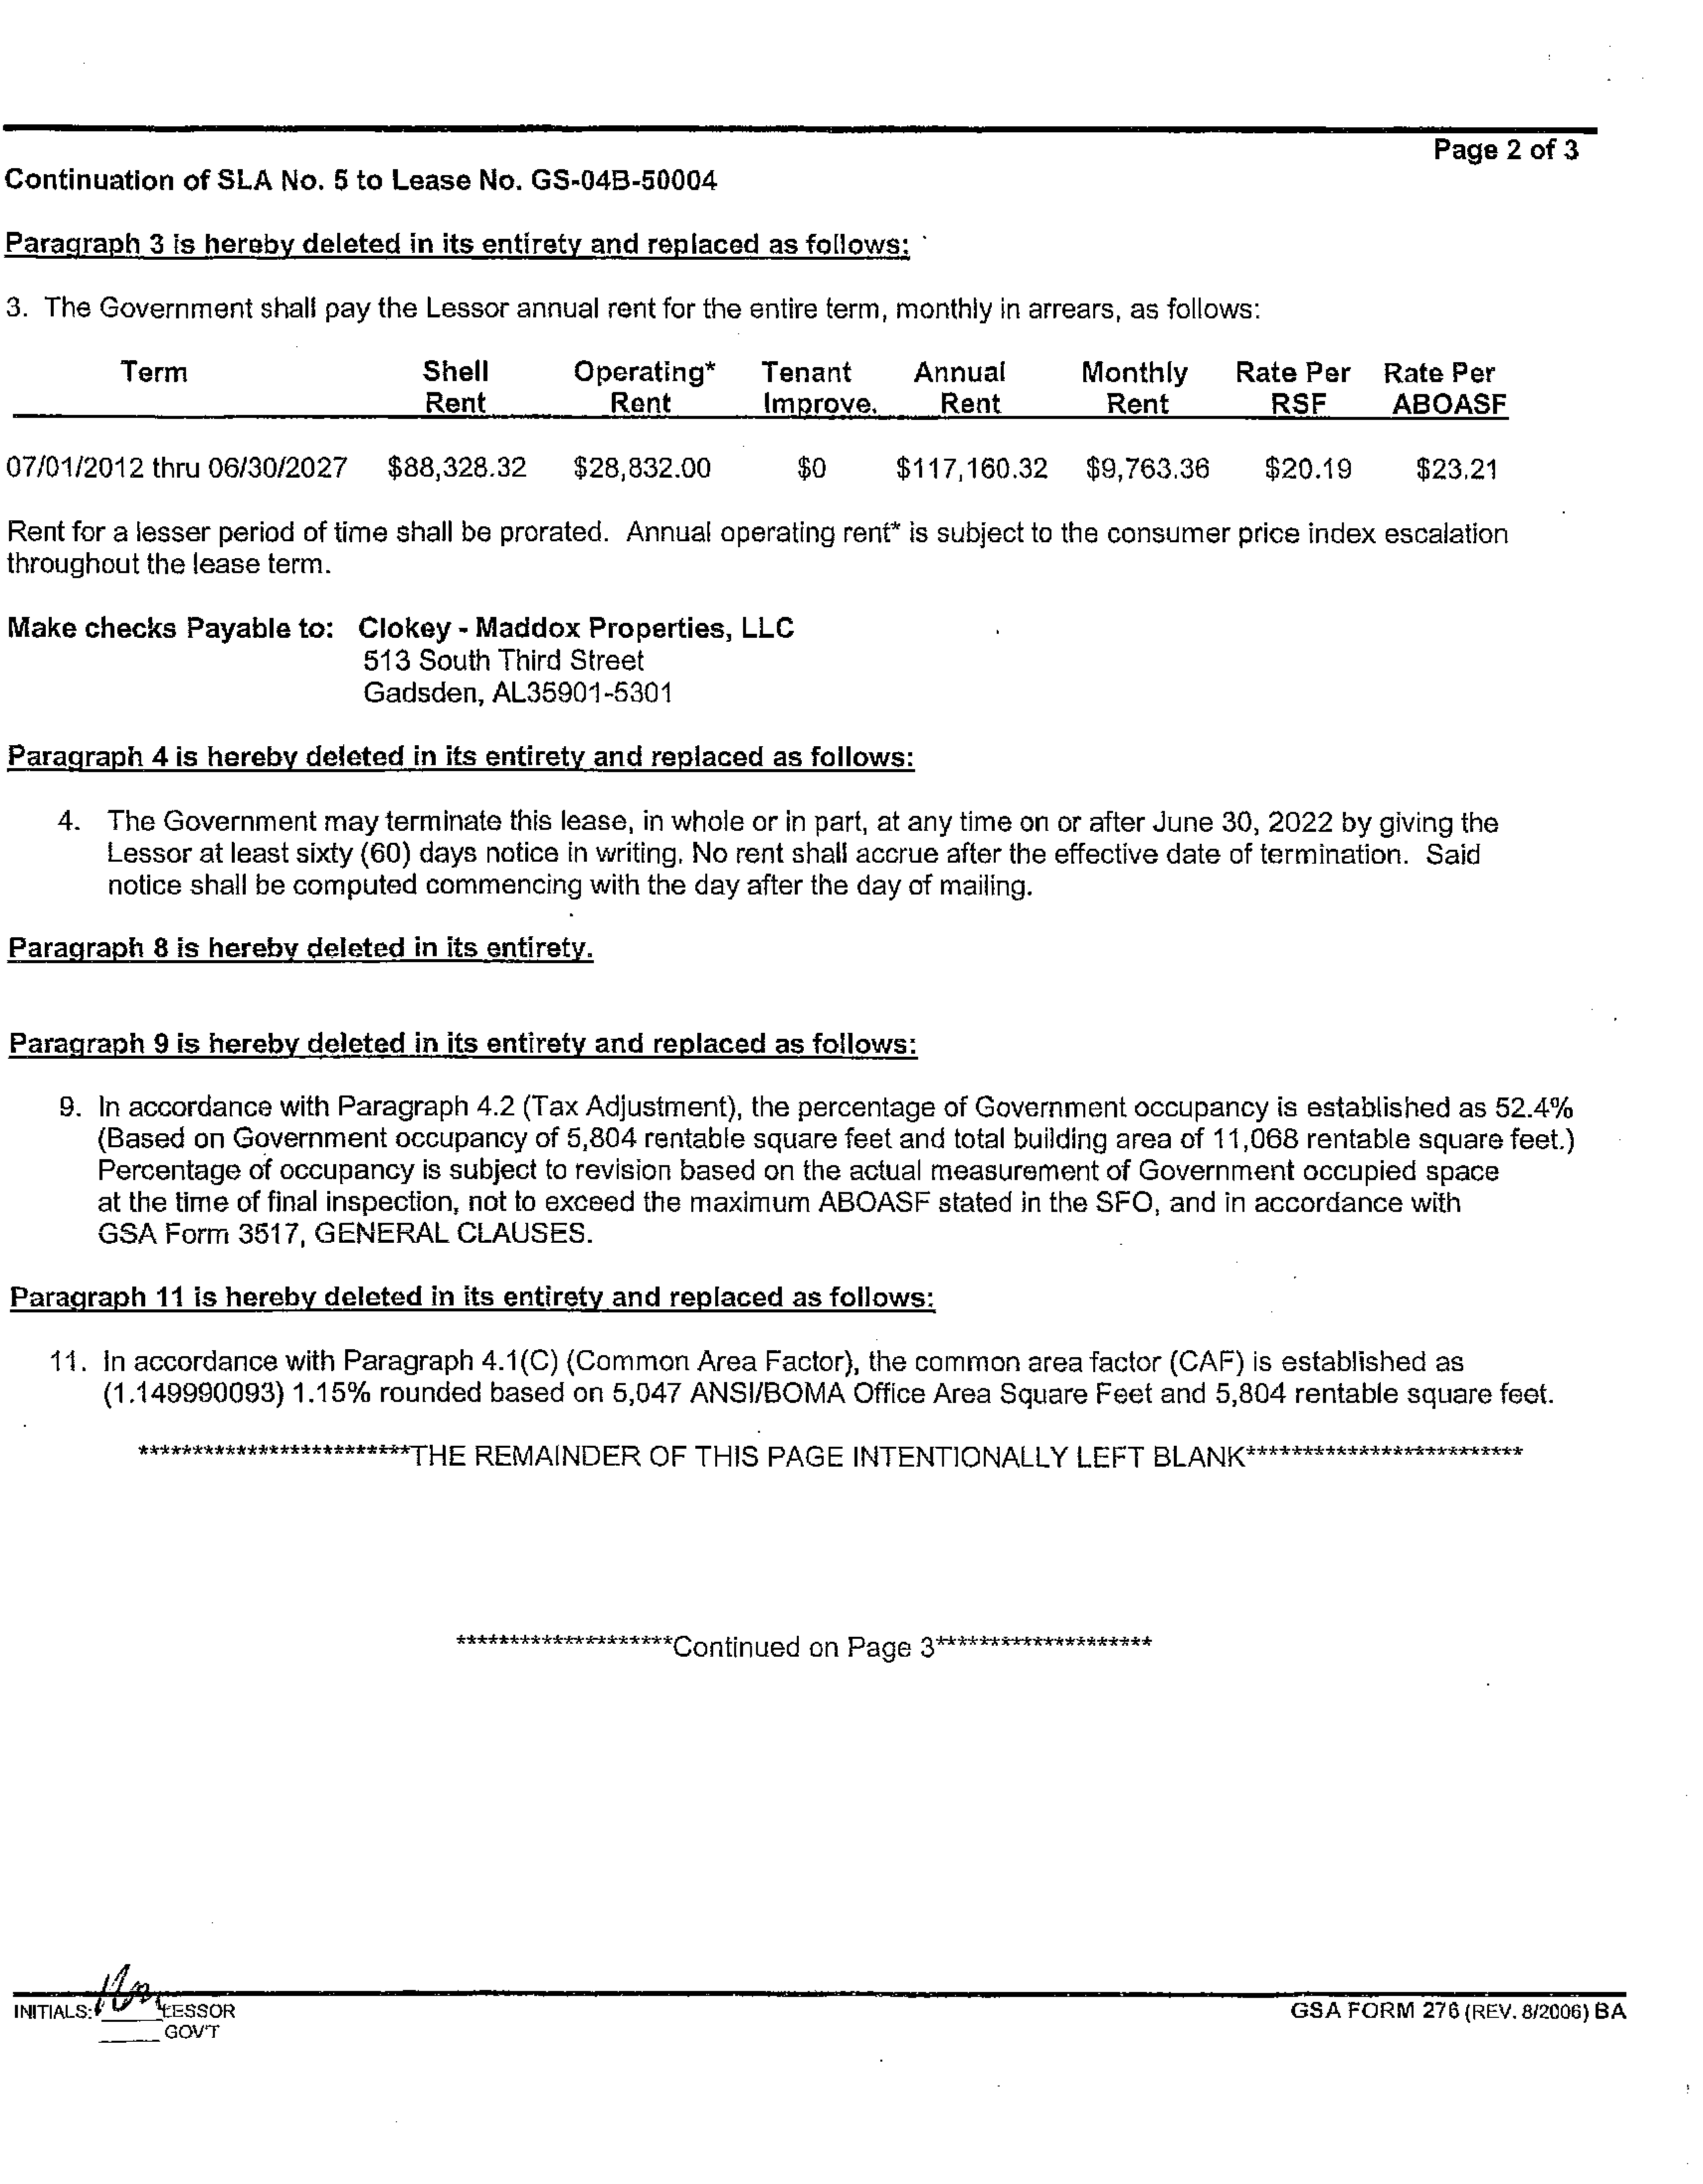 Page 2 of 3
Continuation of SLA No. 5 to Lease No. GS-04B-50004
Paragraph 3 is hereby deleted in its entirety and replaced as follows:
3. The Government shall pay the Lessor annual rent for the entire term, monthly in arrears, as follows:
Term Shell Operating* Tenant Annual Monthly Rate Per Rate Per
Rent Rent Improve. Rent Rent RSF ABOASF
07/01/2012 thru 06/30/2027 $88,328.32 $28,832.00 $0 $117,160.32 $9,763.36 $20.19 $23.21
Rent for a lesser period of time shall be prorated. Annual operating rent* is subject to the consumer price index escalation
throughout the lease term.
Make checks Payable to: Clokey - Maddox Properties, LLC
513 South Third Street
Gadsden, AL35901-5301
Paragraph 4 is hereby deleted in its entirety and replaced as follows:
4. The Government may terminate this lease, in whole or in part, at any time on or after June 30, 2022 by giving the
Lessor at least sixty (60) days notice in writing. No rent shall accrue after the effective date of termination. Said
notice shall be computed commencing with the day after the day of mailing.
Paragraph 8 is hereby deleted in its entirety.
Paragraph 9 is hereby deleted in its entirety and replaced as follows:
9. In accordance with Paragraph 4.2 (Tax Adjustment), the percentage of Government occupancy is established as 52.4%
(Based on Government occupancy of 5,804 rentable square feet and total building area of 11,068 rentable square feet.)
Percentage of occupancy is subject to revision based on the actual measurement of Government occupied space
at the time of final inspection, not to exceed the maximum ABOASF stated in the SFO, and in accordance with
GSA Form 3517, GENERAL CLAUSES.
Paragraph 11 is hereby deleted in its entirety and replaced as follows:
11. In accordance with Paragraph 4.1(C) (Common Area Factor), the common area factor (CAF) is established as
(1.149990093) 1.15% rounded based on 5,047 ANSI/BOMA Office Area Square Feet and 5,804 rentable square feet.
*************************THE REMAINDER OF THIS PAGE INTENTIONALLY LEFT BLANK*************************
********************Continued on Page 3********************
INITIALS: LESSOR GSA FORM 276 (REV. 8/2006) BA
GOV'T